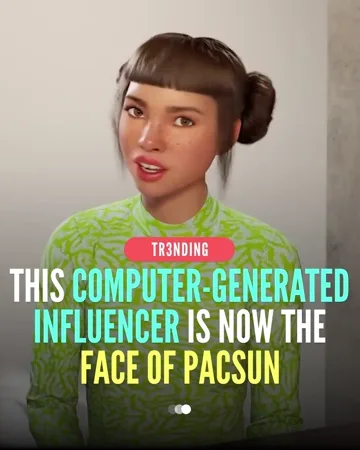 TR3NDING
THIS COMPUTER-GENERATED
INFLUENCER IS NOW THE
FACE OF PACSUN